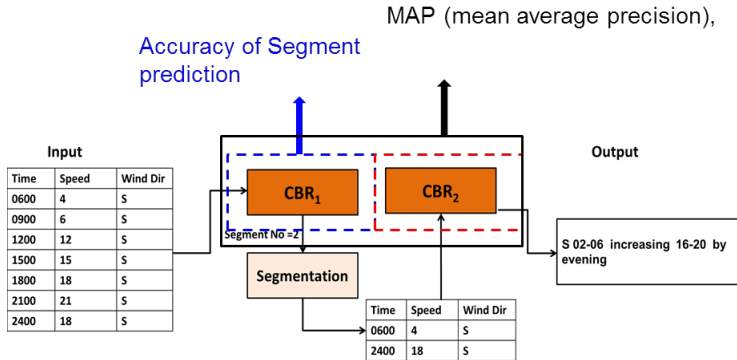 MAP (mean average precision),
Accuracy of Segment
prediction
Input
Output
Time Speed Wind Dir
0600 4 S
0900 6 S
1200 12 S
1500 15 S
1800 18 S
2100 21 S
2400 18 S
CBR1
CBR2
Segment No =2
Segmentation
S 02-06 increasing 16-20 by
evening
Time Speed Wind Dir
0600 4 S
2400 18 S